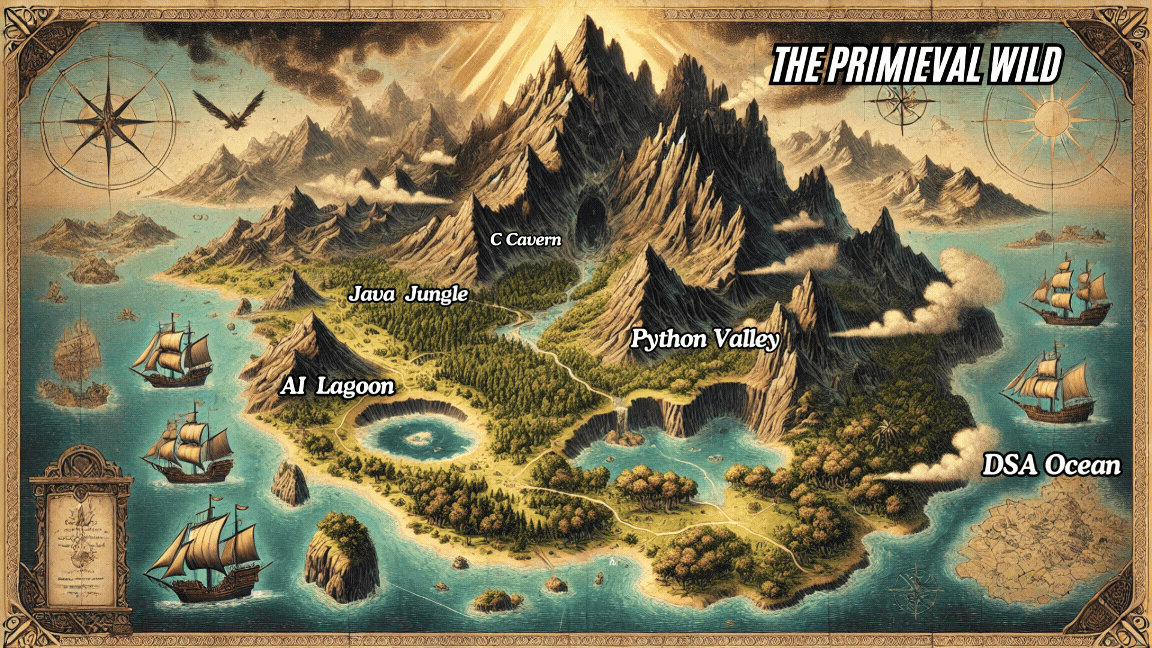 THE PRIMIEVAL WILD
C Cavern
Java Jungle
Python Valley
AI Lagoon
DSA Ocean